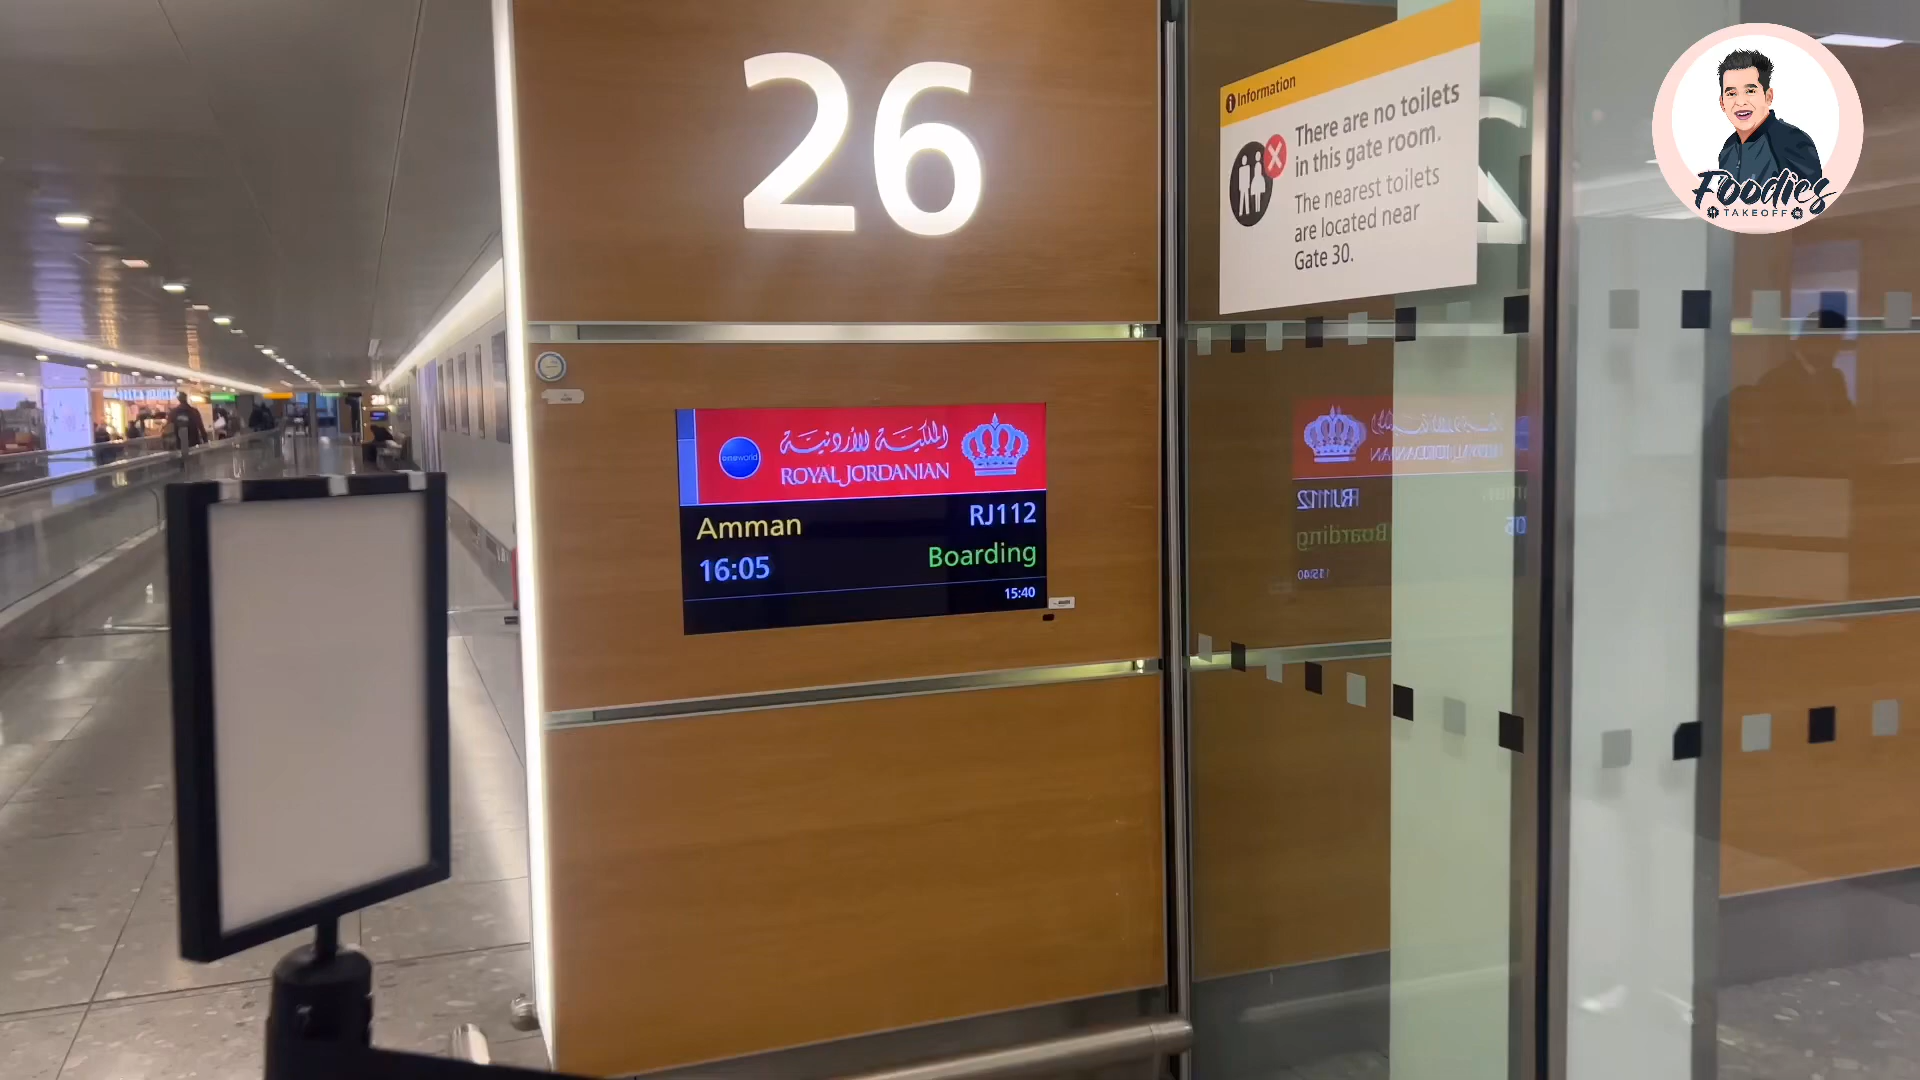 26
Information
There are no toilets
in this gate room.
The nearest toilets
are located near
Gate 30.
oneworld
الملكية الأردنية
ROYAL JORDANIAN
Amman
RJ112
16:05
Boarding
15:40
Foodies
TAKEOFF